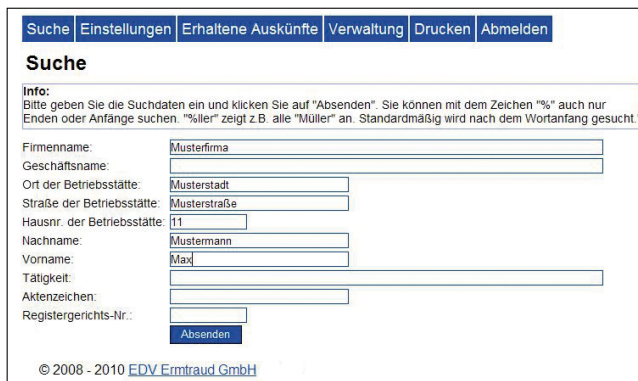 Suche Einstellungen Erhaltene Auskünfte Verwaltung Drucken Abmelden
Suche
Info:
Bitte geben Sie die Suchdaten ein und klicken Sie auf "Absenden". Sie können mit dem Zeichen "%" auch nur
Enden oder Anfänge suchen. "%ller" zeigt z.B. alle "Müller" an. Standardmäßig wird nach dem Wortanfang gesucht.
Firmenname: Musterfirma
Geschäftsname:
Ort der Betriebsstätte: Musterstadt
Straße der Betriebsstätte: Musterstraße
Hausnr. der Betriebsstätte: 11
Nachname: Mustermann
Vorname: Max
Tätigkeit:
Aktenzeichen:
Registergerichts-Nr.:
Absenden
© 2008 - 2010 EDV Ermtraud GmbH